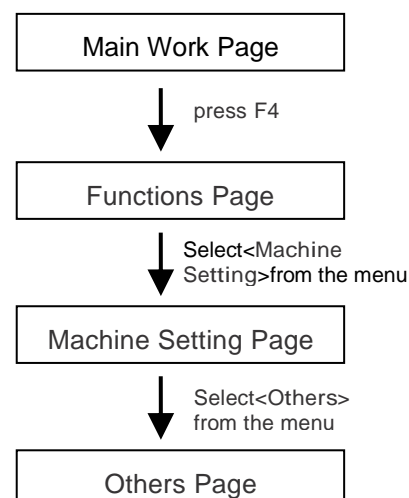 Main Work Page
press F4
Functions Page
Select<Machine
Setting>from the menu
Machine Setting Page
Select<Others>
from the menu
Others Page